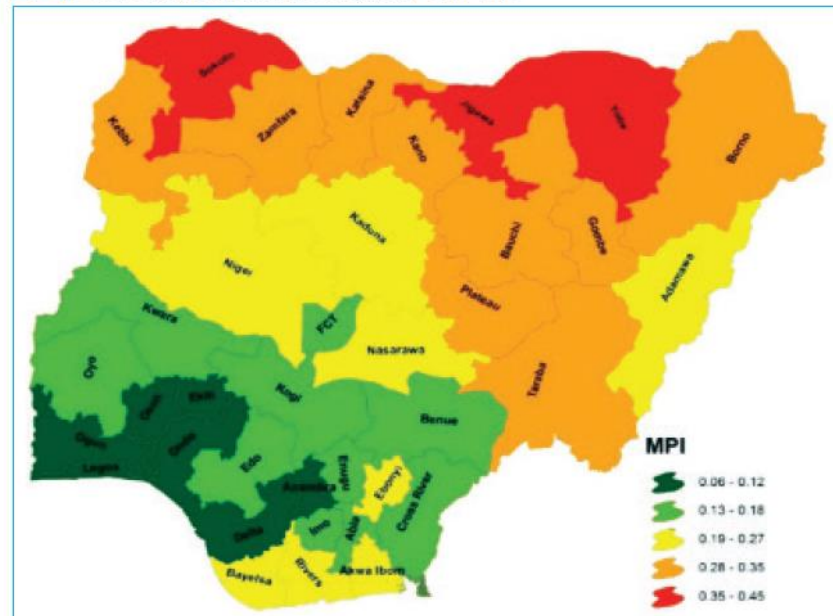 Sokoto
Kebbi
Zamfara
Katsina
Kano
Jigawa
Yobe
Borno
Bauchi
Gombe
Adamawa
Kaduna
Niger
Plateau
FCT
Nasarawa
Taraba
Kwara
Oyo
Kogi
Benue
Osun
Ekiti
Ogun
Ondo
Lagos
Edo
Anambra
Enugu
Ebonyi
Cross River
Delta
Imo
Abia
Bayelsa
Rivers
Akwa Ibom
MPI
0.06 - 0.12
0.13 - 0.18
0.19 - 0.27
0.28 - 0.35
0.35 - 0.45